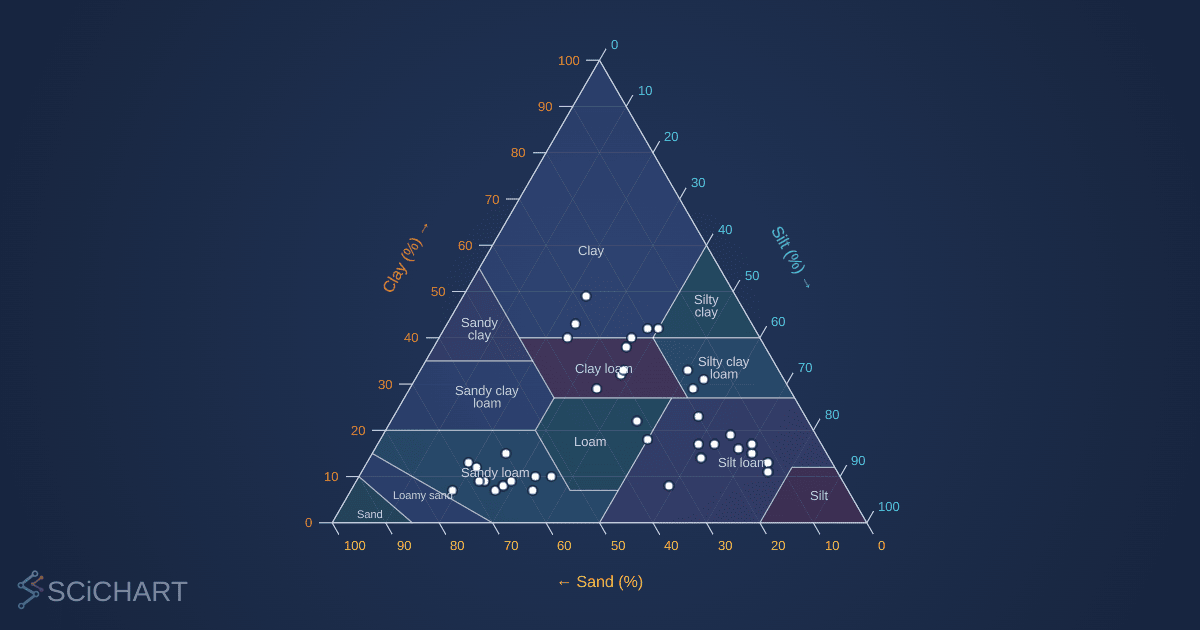 0
100
10
90
20
80
30
70
40
Clay (%) →
Silt (%) →
60
Clay
50
50
Silty
clay
60
Sandy
clay
40
70
Clay loam
Silty clay
loam
30
Sandy clay
loam
80
20
Loam
90
10
Sandy loam
Silt loam
Loamy sand
Silt
100
Sand
0
100 90 80 70 60 50 40 30 20 10 0
← Sand (%)
SCiCHART